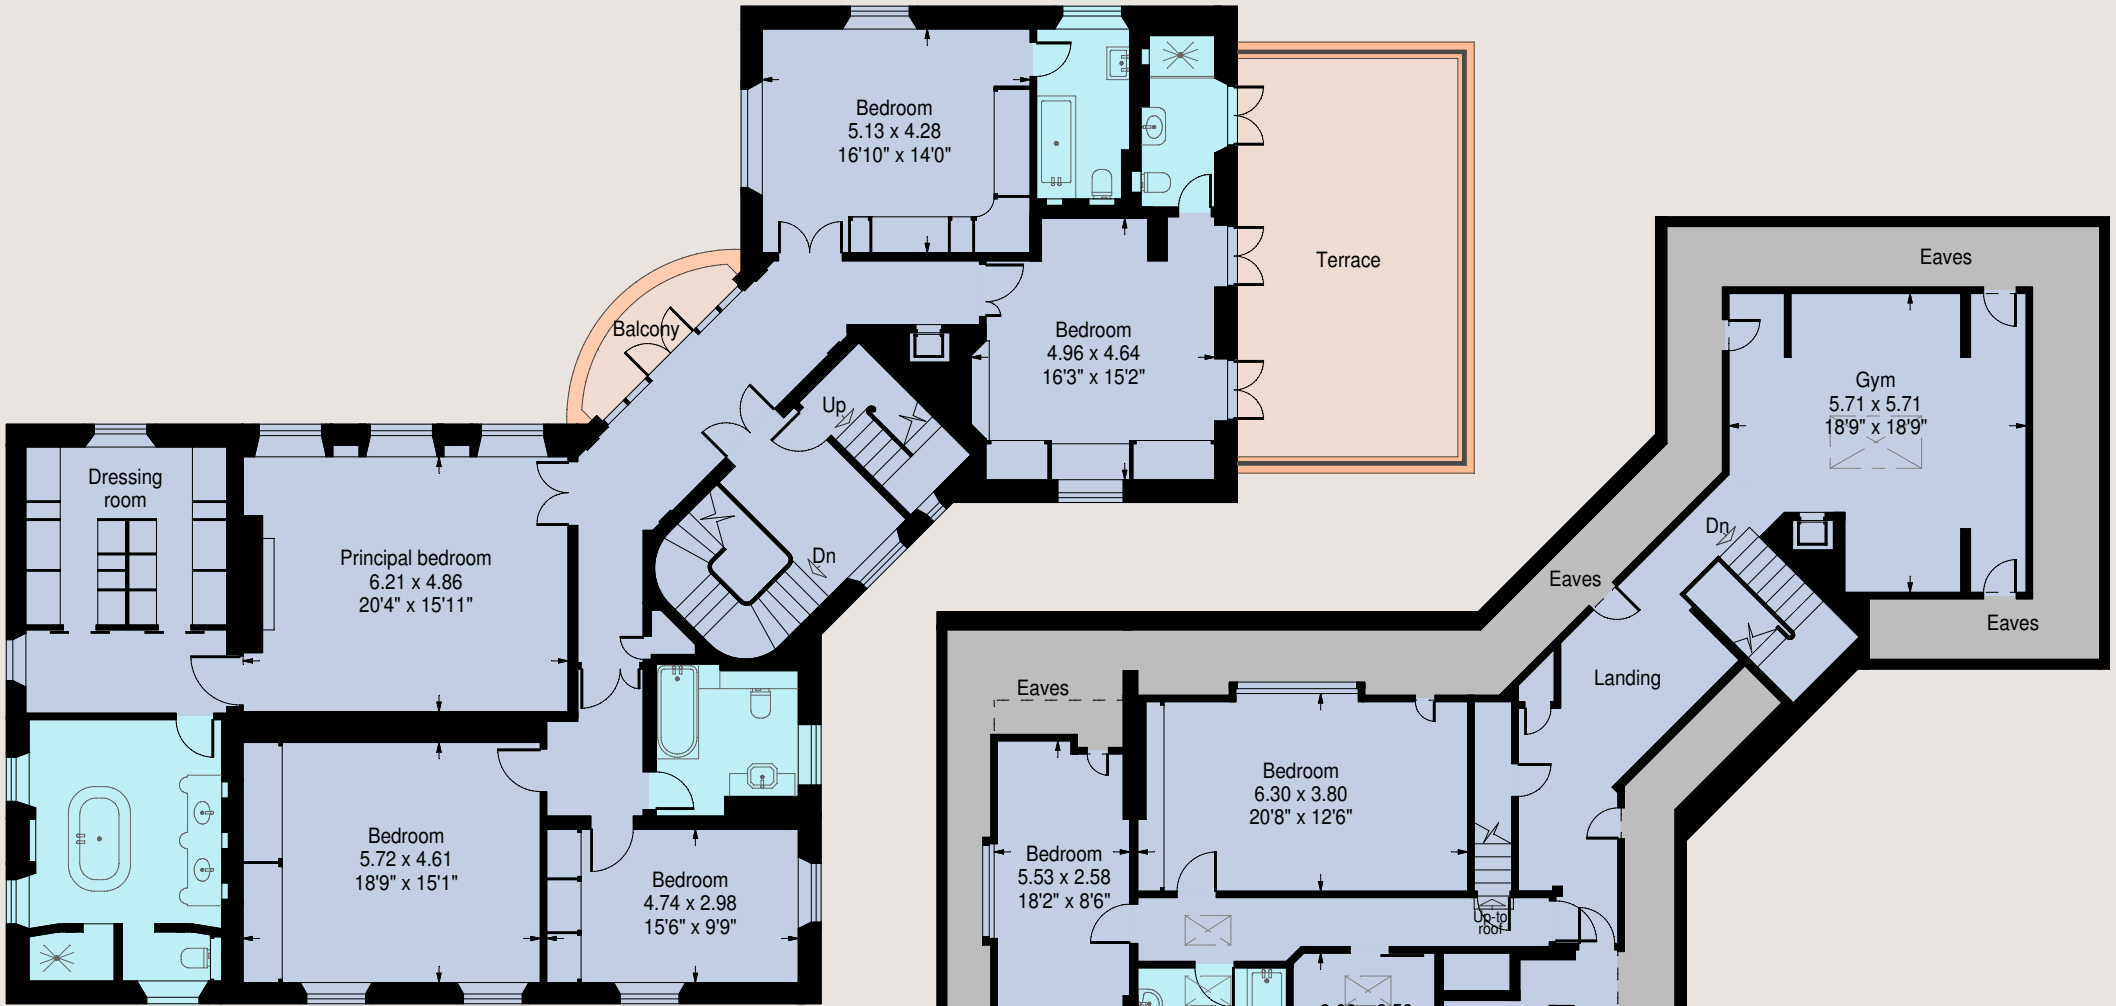 Bedroom
5.13 x 4.28
16'10" x 14'0"
Terrace
Balcony
Bedroom
4.96 x 4.64
16'3" x 15'2"
Up
Dn
Dressing
room
Principal bedroom
6.21 x 4.86
20'4" x 15'11"
Bedroom
5.72 x 4.61
18'9" x 15'1"
Bedroom
4.74 x 2.98
15'6" x 9'9"
Eaves
Gym
5.71 x 5.71
18'9" x 18'9"
Dn
Eaves
Eaves
Landing
Eaves
Bedroom
6.30 x 3.80
20'8" x 12'6"
Bedroom
5.53 x 2.58
18'2" x 8'6"
Up to
roof